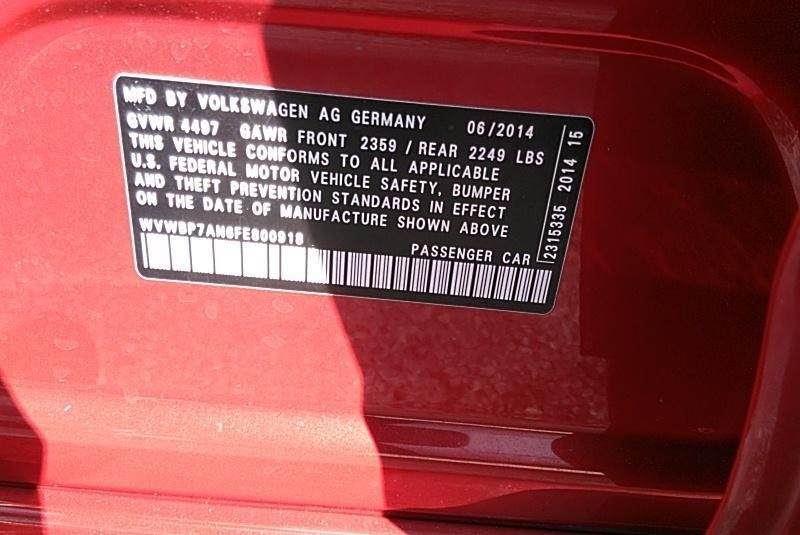 MFD BY VOLKSWAGEN AG GERMANY 06/2014
GVWR 4497 GAWR FRONT 2359 / REAR 2249 LBS
THIS VEHICLE CONFORMS TO ALL APPLICABLE
U.S. FEDERAL MOTOR VEHICLE SAFETY, BUMPER
AND THEFT PREVENTION STANDARDS IN EFFECT
ON THE DATE OF MANUFACTURE SHOWN ABOVE
WVWBP7AN6FE800918
PASSENGER CAR
2315335 2014 15